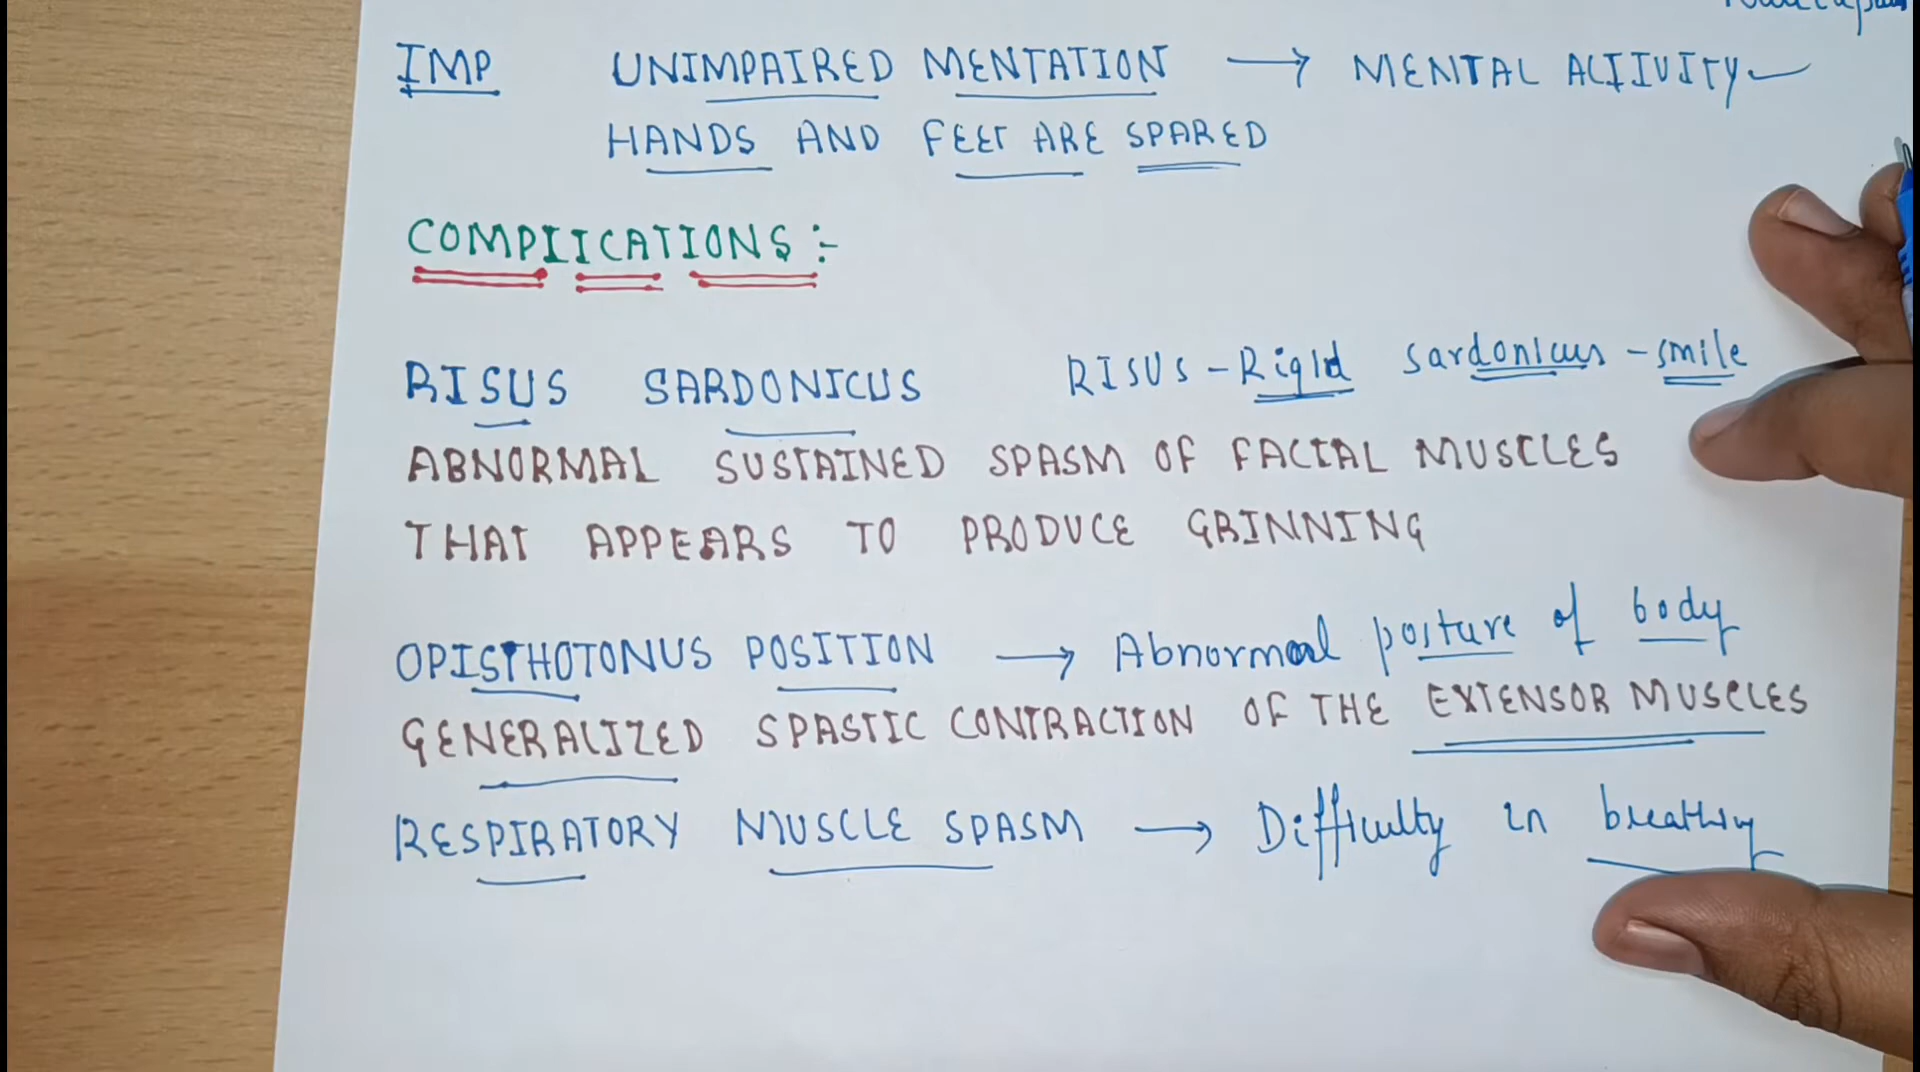 IMP UNIMPAIRED MENTATION → MENTAL ACTIVITY
HANDS AND FEET ARE SPARED
COMPLICATIONS :-
RISUS SARDONICUS RISUS - Rigid Sardonicus - smile
ABNORMAL SUSTAINED SPASM OF FACIAL MUSCLES
THAT APPEARS TO PRODUCE GRINNING
OPISTHOTONUS POSITION → Abnormal posture of body
GENERALIZED SPASTIC CONTRACTION OF THE EXTENSOR MUSCLES
RESPIRATORY MUSCLE SPASM → Difficulty in breathing